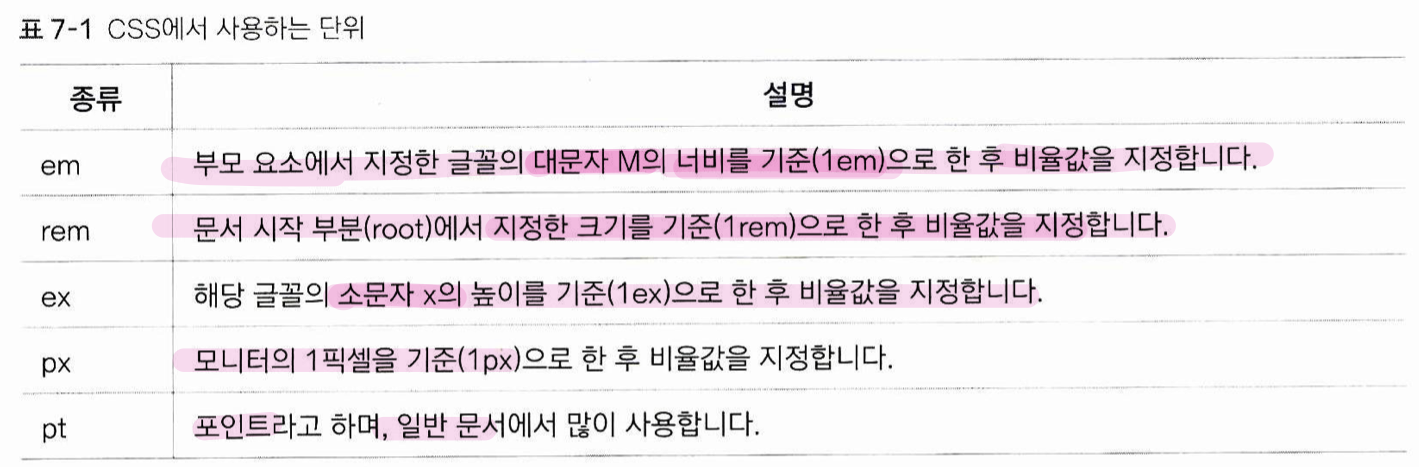 표 7-1 CSS에서 사용하는 단위
종류 설명
em 부모 요소에서 지정한 글꼴의 대문자 M의 너비를 기준(1em)으로 한 후 비율값을 지정합니다.
rem 문서 시작 부분(root)에서 지정한 크기를 기준(1rem)으로 한 후 비율값을 지정합니다.
ex 해당 글꼴의 소문자 x의 높이를 기준(1ex)으로 한 후 비율값을 지정합니다.
px 모니터의 1픽셀을 기준(1px)으로 한 후 비율값을 지정합니다.
pt 포인트라고 하며, 일반 문서에서 많이 사용합니다.